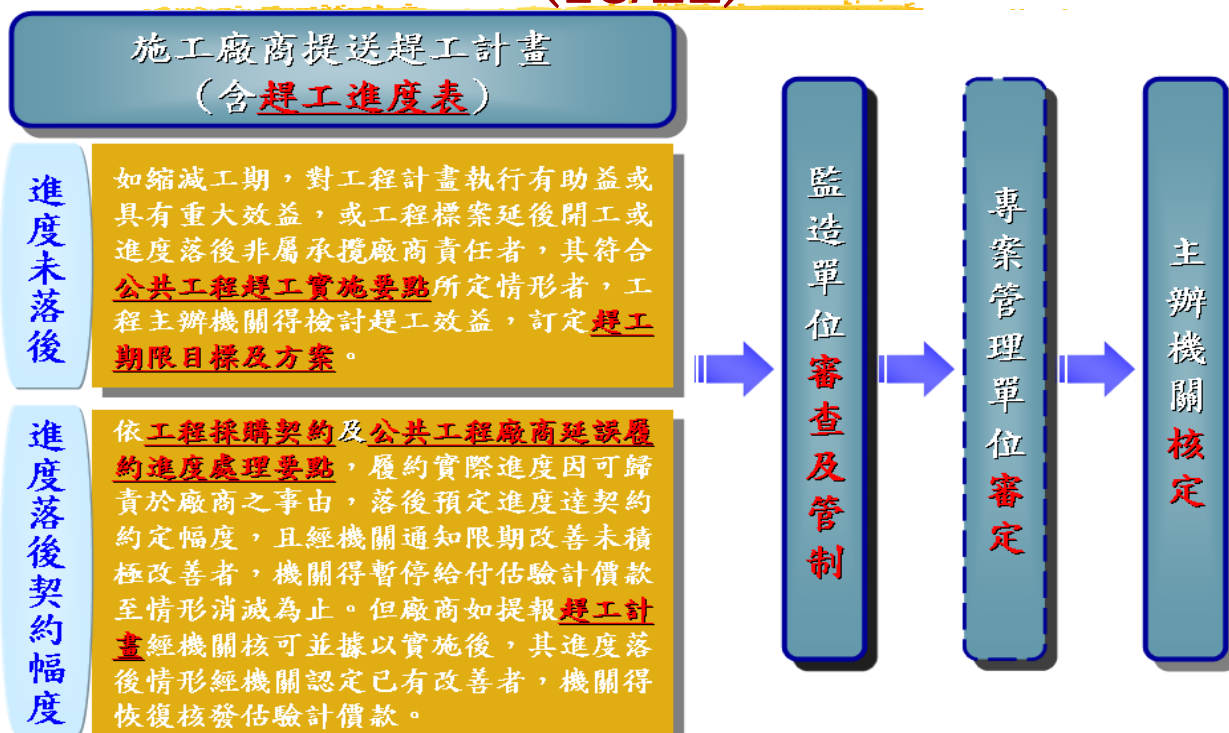 施工廠商提送趕工計畫
(含趕工進度表)
進度未落後
如縮減工期，對工程計畫執行有助益或
具有重大效益，或工程標案延後開工或
進度落後非屬承攬廠商責任者，其符合
公共工程趕工實施要點所定情形者，工
程主辦機關得檢討趕工效益，訂定趕工
期限目標及方案。
進度落後契約幅度
依工程採購契約及公共工程廠商延誤履
約進度處理要點，履約實際進度因可歸
責於廠商之事由，落後預定進度達契約
約定幅度，且經機關通知限期改善未積
極改善者，機關得暫停給付估驗計價款
至情形消滅為止。但廠商如提報趕工計
畫經機關核可並據以實施後，其進度落
後情形經機關認定已有改善者，機關得
恢復核發估驗計價款。
監造單位審查及管制
專案管理單位審定
主辦機關核定